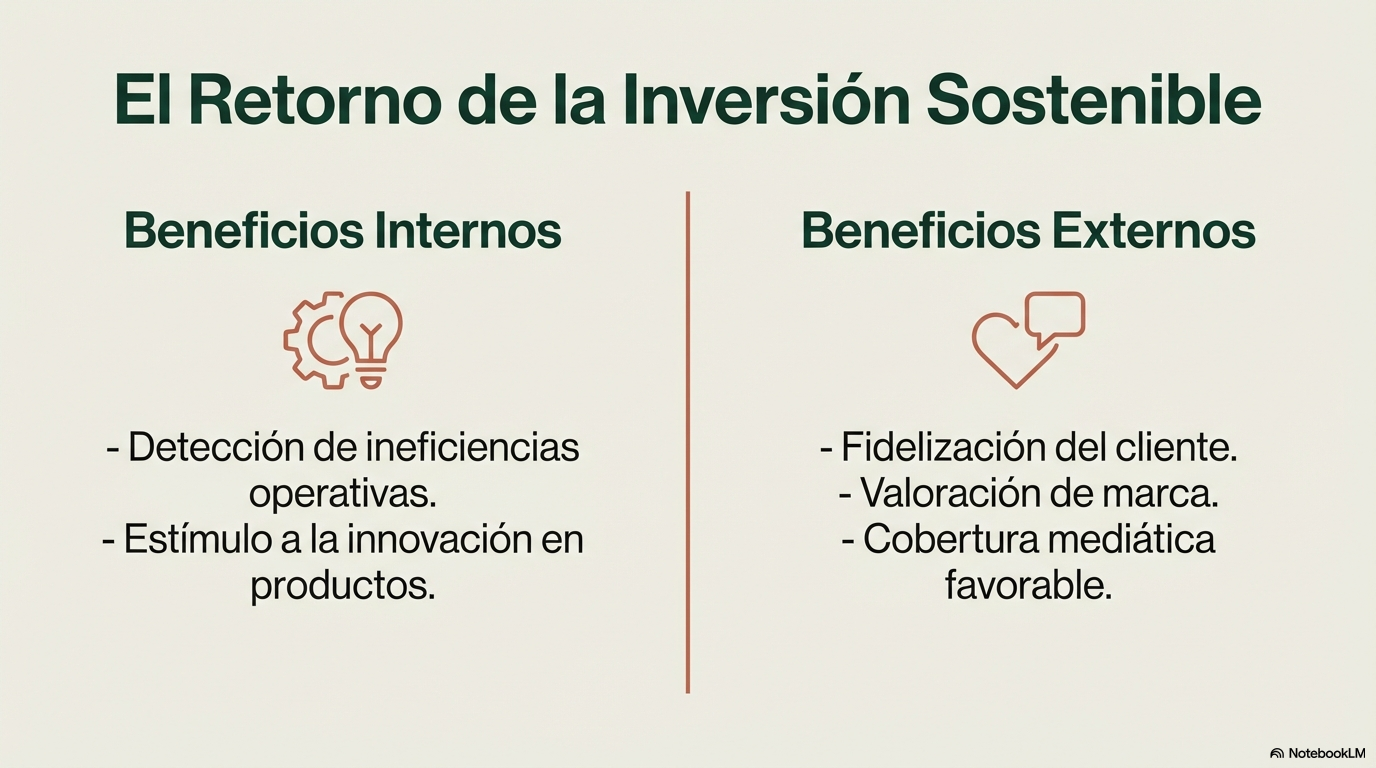 El Retorno de la Inversión Sostenible
Beneficios Internos
- Detección de ineficiencias
operativas.
- Estímulo a la innovación en
productos.
Beneficios Externos
- Fidelización del cliente.
- Valoración de marca.
- Cobertura mediática
favorable.
NotebookLM